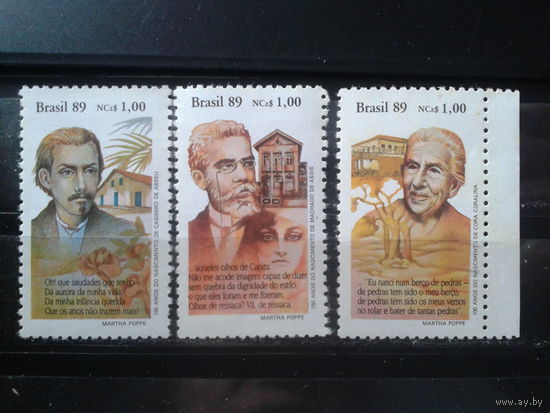 Brasil 89 NCz$ 1,00
Oh! que saudades que tenho
Da aurora da minha vida,
Da minha infância querida
Que os anos não trazem mais!
150 ANOS DO NASCIMENTO DE CASIMIRO DE ABREU
MARTHA POPPE
Brasil 89 NCz$ 1,00
...aqueles olhos de Capitu.
Não me acode imagem capaz de dizer,
sem quebra da dignidade do estilo,
o que eles foram e me fizeram.
Olhos de ressaca? Vá, de ressaca.
150 ANOS DO NASCIMENTO DE MACHADO DE ASSIS
MARTHA POPPE
Brasil 89 NCz$ 1,00
"Eu nasci num berço de pedras -
de pedras tem sido o meu berço.
de pedras têm sido os meus versos
no rolar e bater de tantas pedras".
100 ANOS DO NASCIMENTO DE CORA CORALINA
MARTHA POPPE
www.ay.by